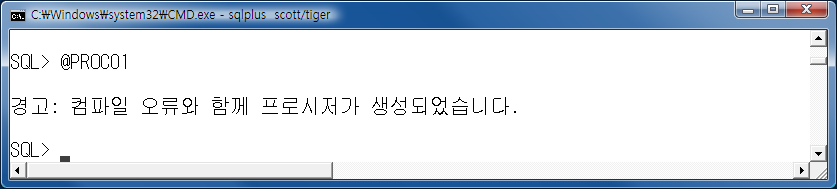 C:₩Windows₩system32₩CMD.exe - sqlplus  scott/tiger
SQL> @PROC01
경고: 컴파일 오류와 함께 프로시저가 생성되었습니다.
SQL>